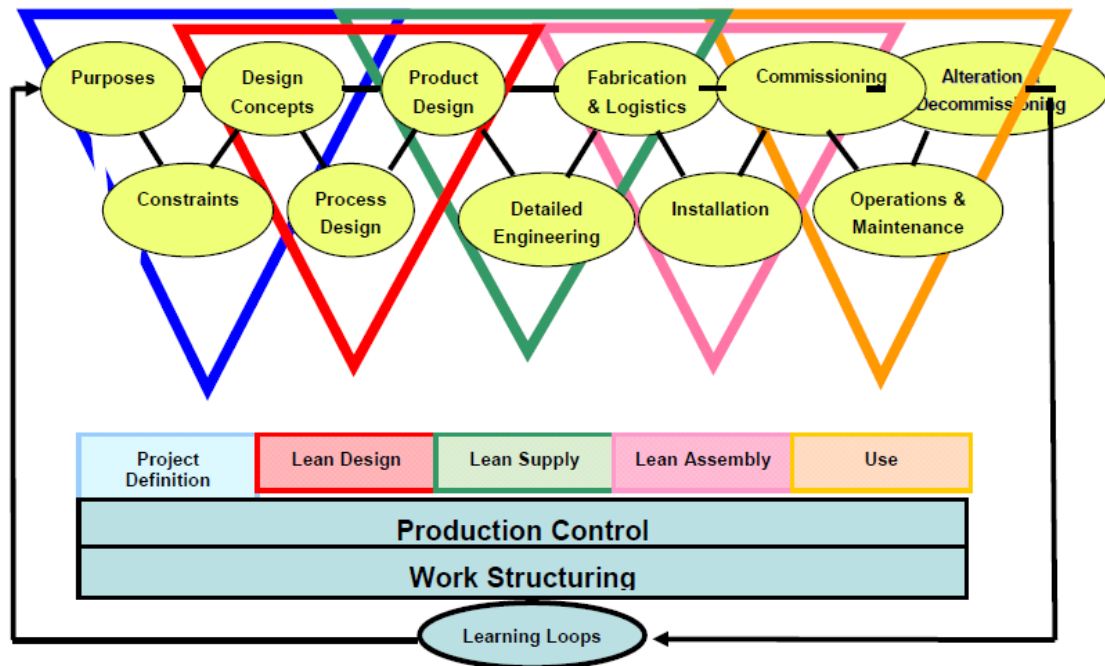 Purposes
Design
Concepts
Product
Design
Fabrication
& Logistics
Commissioning
Alteration &
Decommissioning
Constraints
Process
Design
Detailed
Engineering
Installation
Operations &
Maintenance
Project
Definition
Lean Design
Lean Supply
Lean Assembly
Use
Production Control
Work Structuring
Learning Loops